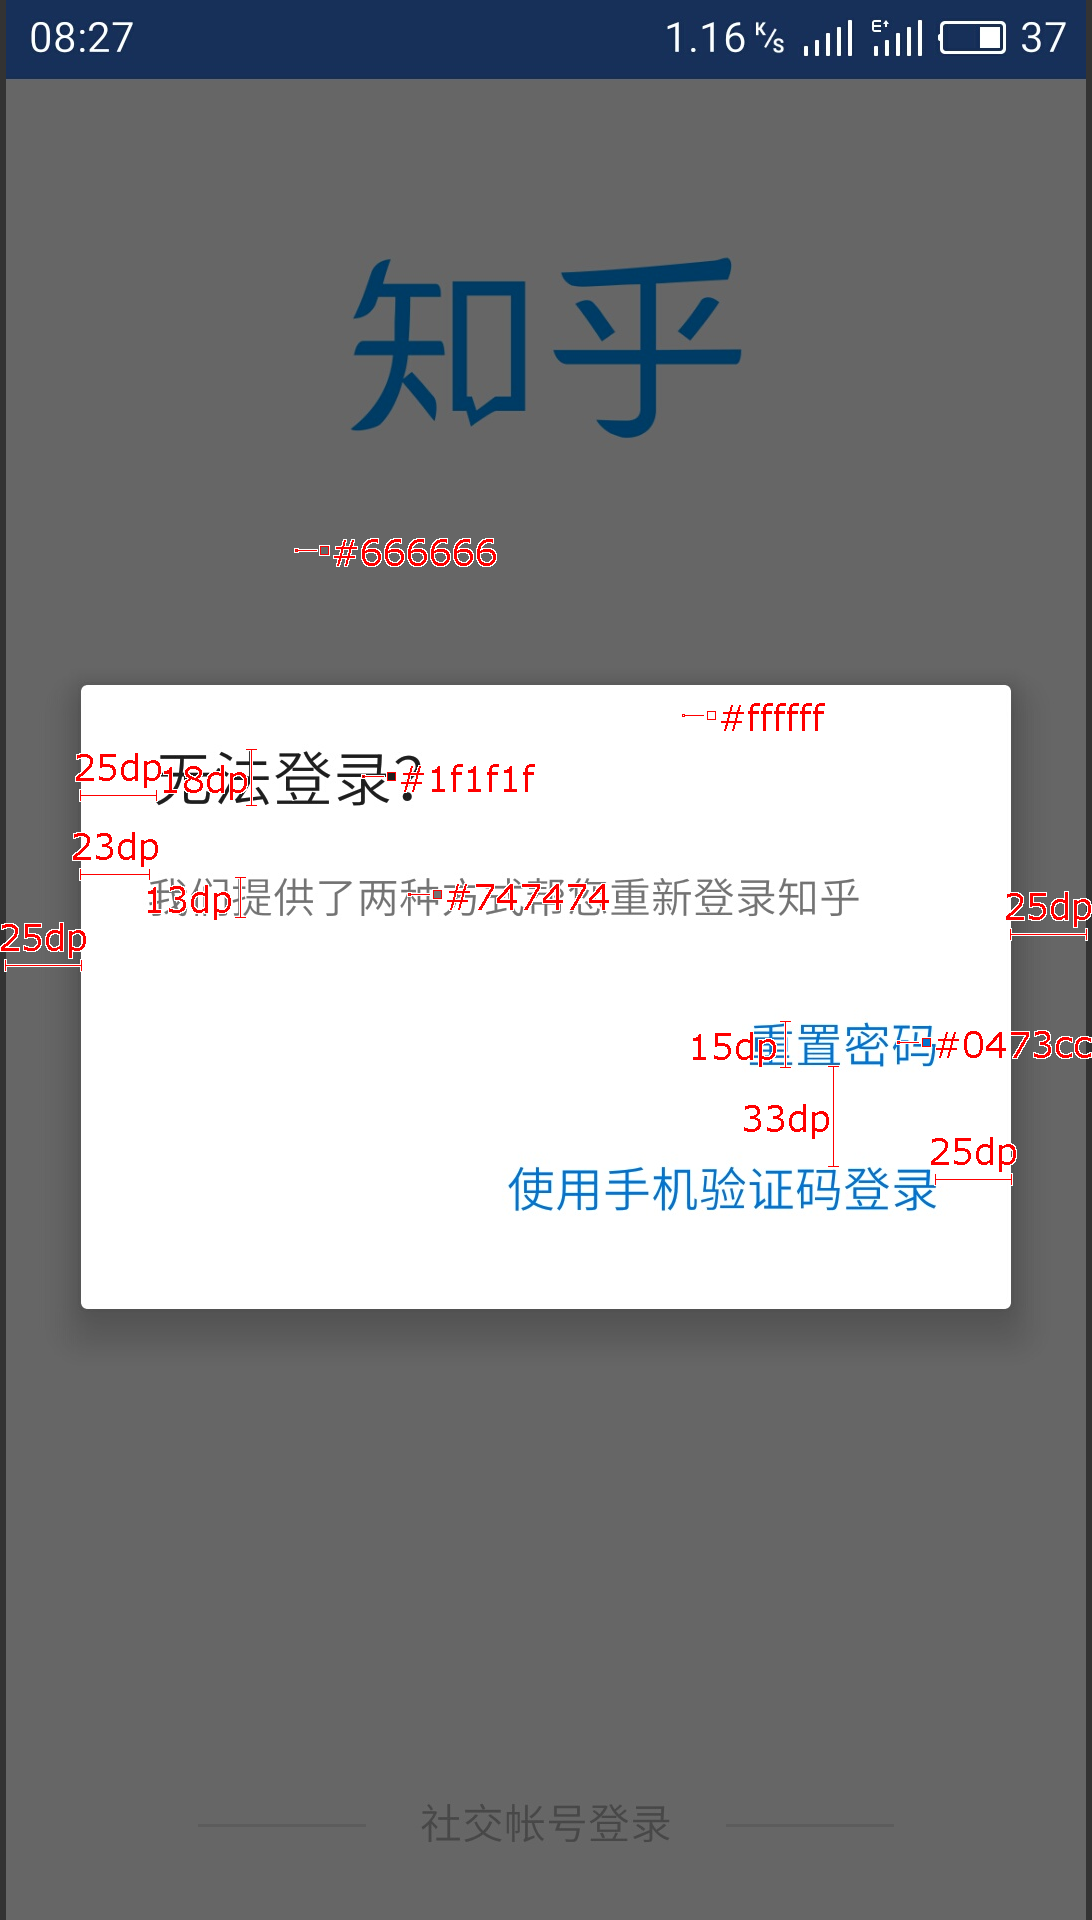 08:27 1.16 K/s E↑ 37
知乎
#666666
#ffffff
25dp 18dp 无法登录? #1f1f1f
23dp
13dp 我们提供了两种方式帮您重新登录知乎 #747474
25dp
25dp
15dp 重置密码 #0473cc
33dp
25dp
使用手机验证码登录
社交帐号登录